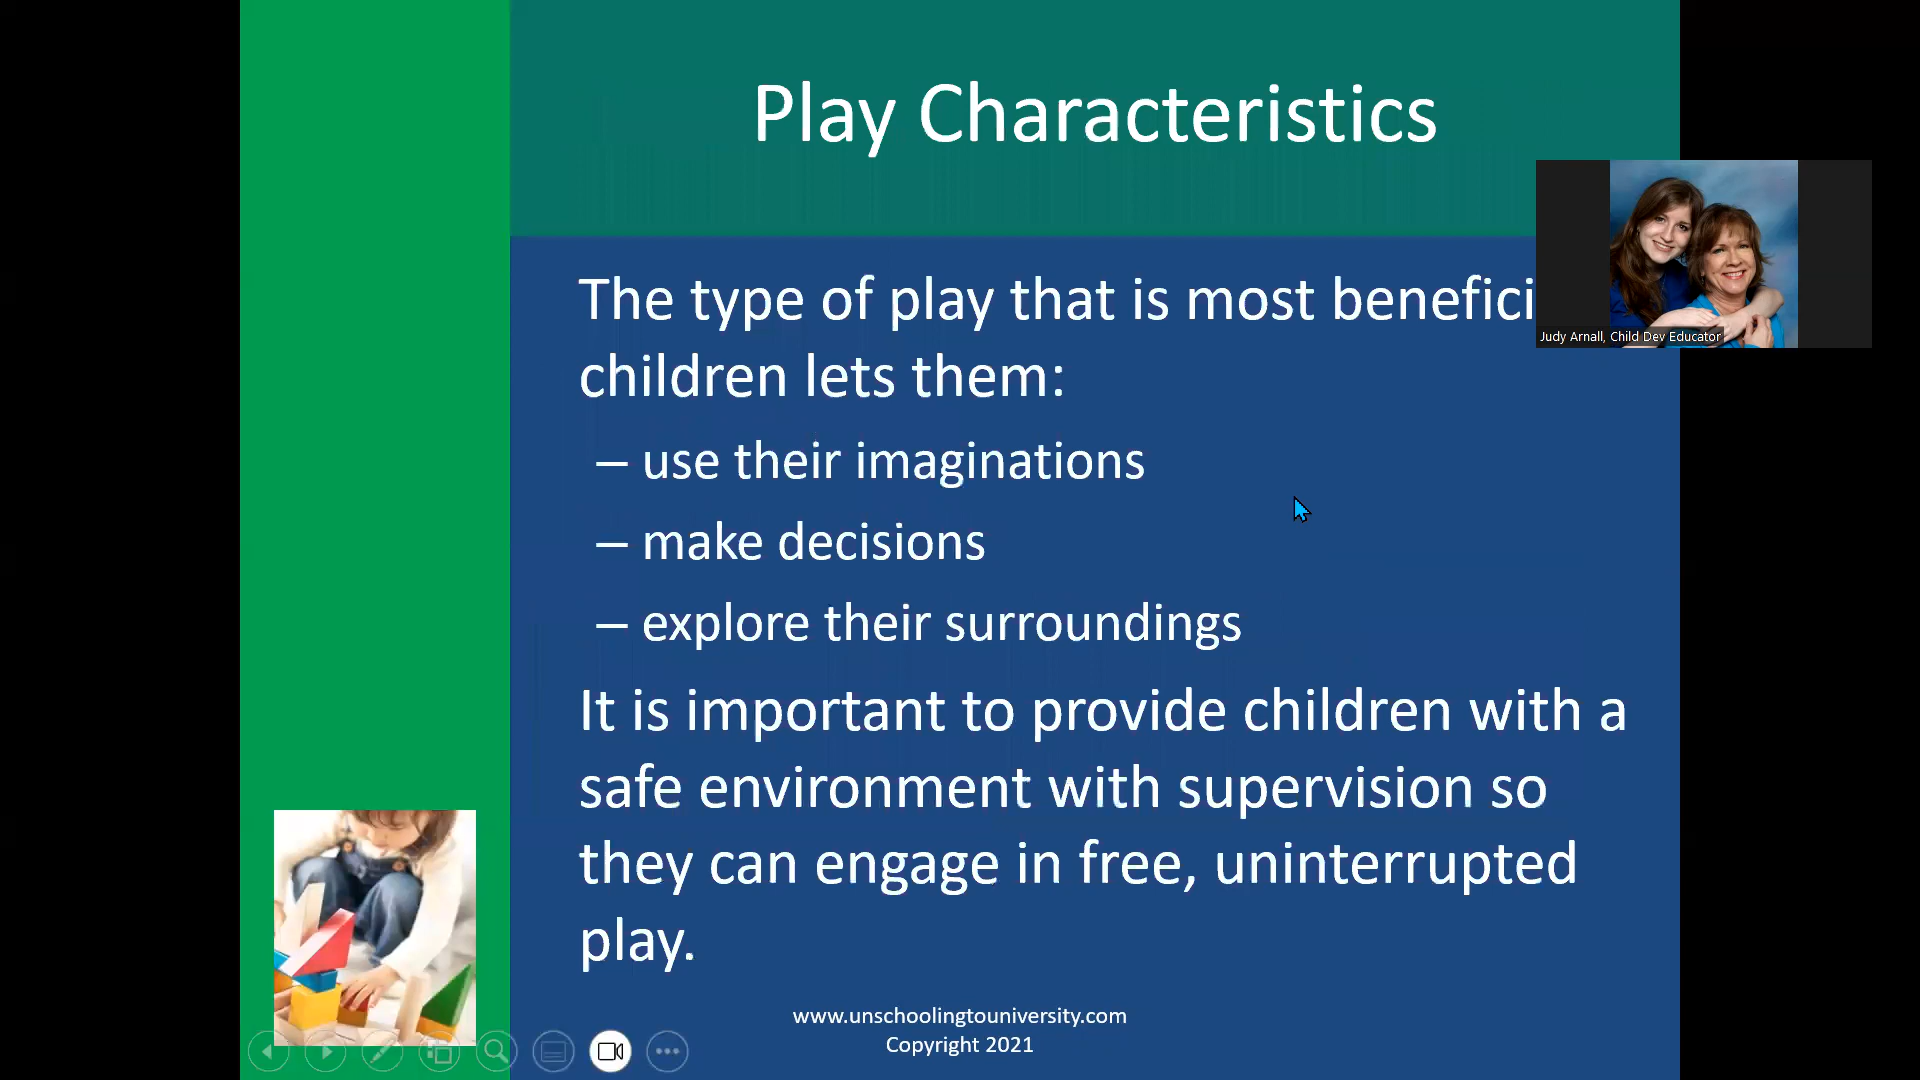 Play Characteristics
The type of play that is most benefici
children lets them:
– use their imaginations
– make decisions
– explore their surroundings
It is important to provide children with a
safe environment with supervision so
they can engage in free, uninterrupted
play.
www.unschoolingtouniversity.com
Copyright 2021
Judy Arnall, Child Dev Educator